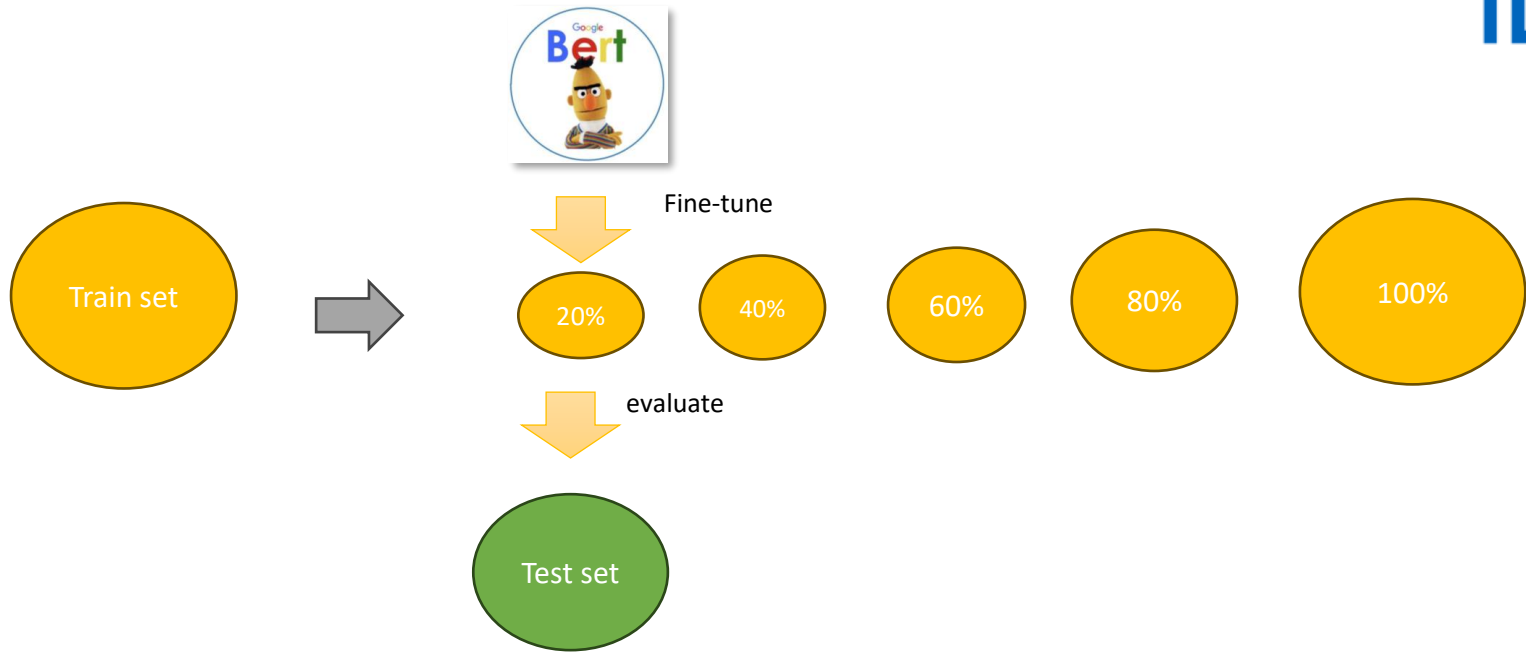 Google
Bert
Fine-tune
Train set
20%
40%
60%
80%
100%
evaluate
Test set